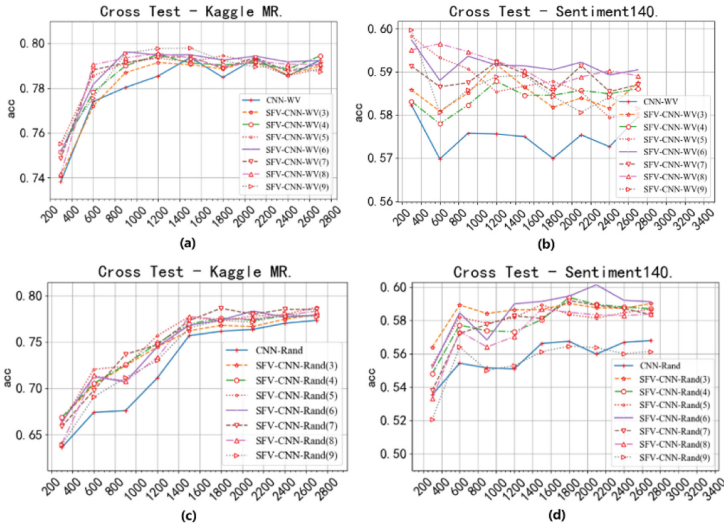 Cross Test - Kaggle MR.
acc
0.80
0.78
0.76
0.74
CNN-WV
SFV-CNN-WV(3)
SFV-CNN-WV(4)
SFV-CNN-WV(5)
SFV-CNN-WV(6)
SFV-CNN-WV(7)
SFV-CNN-WV(8)
SFV-CNN-WV(9)
200 400 600 800 1000 1200 1400 1600 1800 2000 2200 2400 2600 2800
(a)
Cross Test - Sentiment140.
acc
0.60
0.59
0.58
0.57
0.56
CNN-WV
SFV-CNN-WV(3)
SFV-CNN-WV(4)
SFV-CNN-WV(5)
SFV-CNN-WV(6)
SFV-CNN-WV(7)
SFV-CNN-WV(8)
SFV-CNN-WV(9)
200 400 600 800 1000 1200 1400 1600 1800 2000 2200 2400 2600 2800 3000 3200 3400
(b)
Cross Test - Kaggle MR.
acc
0.80
0.75
0.70
0.65
CNN-Rand
SFV-CNN-Rand(3)
SFV-CNN-Rand(4)
SFV-CNN-Rand(5)
SFV-CNN-Rand(6)
SFV-CNN-Rand(7)
SFV-CNN-Rand(8)
SFV-CNN-Rand(9)
200 400 600 800 1000 1200 1400 1600 1800 2000 2200 2400 2600 2800
(c)
Cross Test - Sentiment140.
acc
0.60
0.58
0.56
0.54
0.52
0.50
CNN-Rand
SFV-CNN-Rand(3)
SFV-CNN-Rand(4)
SFV-CNN-Rand(5)
SFV-CNN-Rand(6)
SFV-CNN-Rand(7)
SFV-CNN-Rand(8)
SFV-CNN-Rand(9)
200 400 600 800 1000 1200 1400 1600 1800 2000 2200 2400 2600 2800 3000 3200 3400
(d)